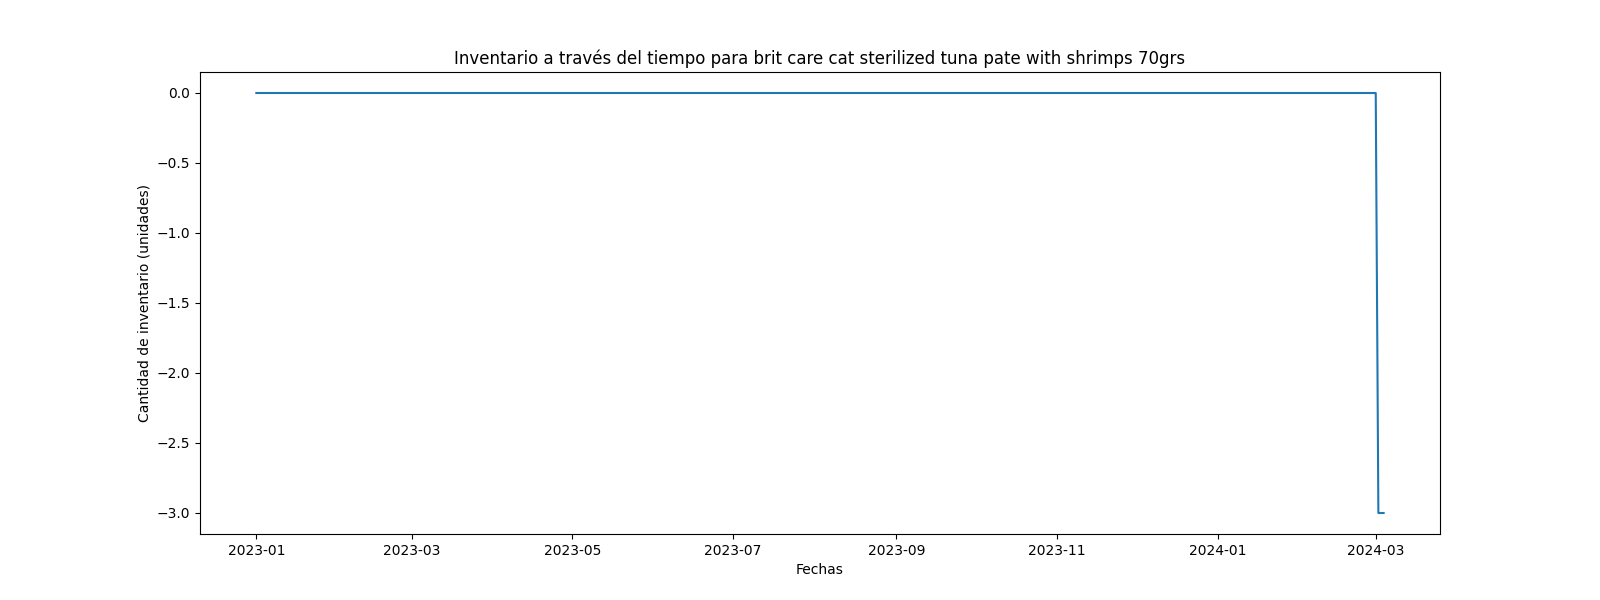 Inventario a través del tiempo para brit care cat sterilized tuna pate with shrimps 70grs
Cantidad de inventario (unidades)
0.0
−0.5
−1.0
−1.5
−2.0
−2.5
−3.0
2023-01 2023-03 2023-05 2023-07 2023-09 2023-11 2024-01 2024-03
Fechas